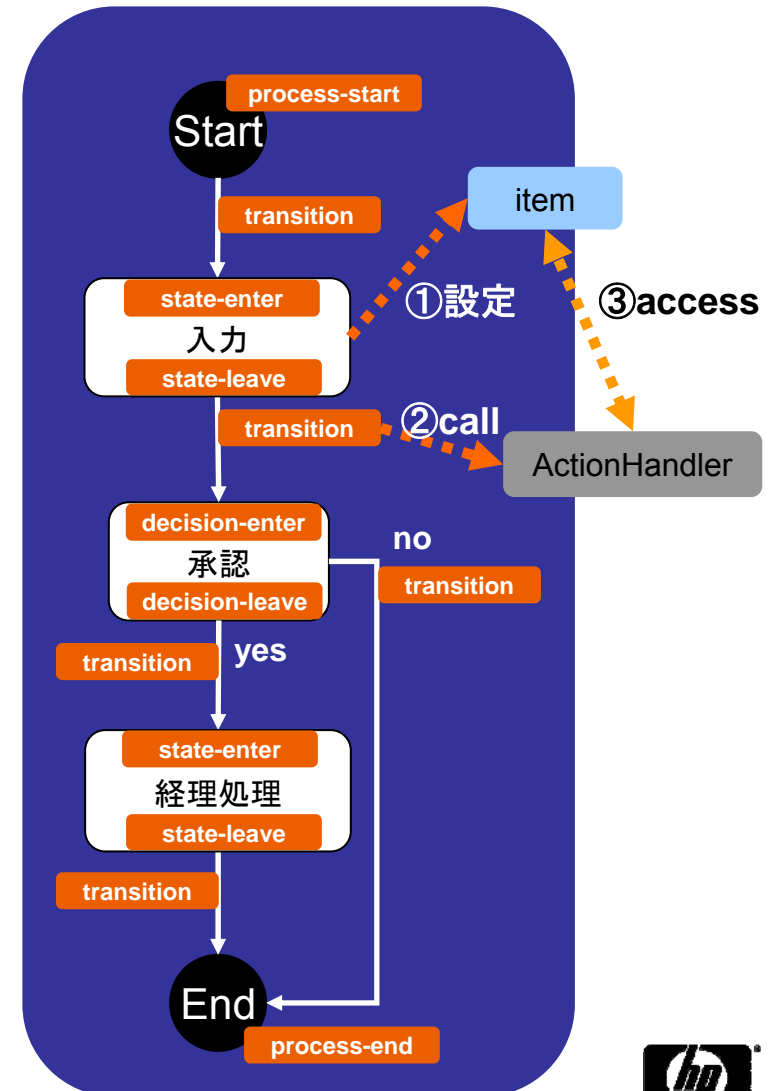 process-start
Start
transition
item
state-enter
入力
state-leave
①設定
③access
transition
②call
ActionHandler
decision-enter
承認
decision-leave
no
transition
transition
yes
state-enter
経理処理
state-leave
transition
End
process-end
hp